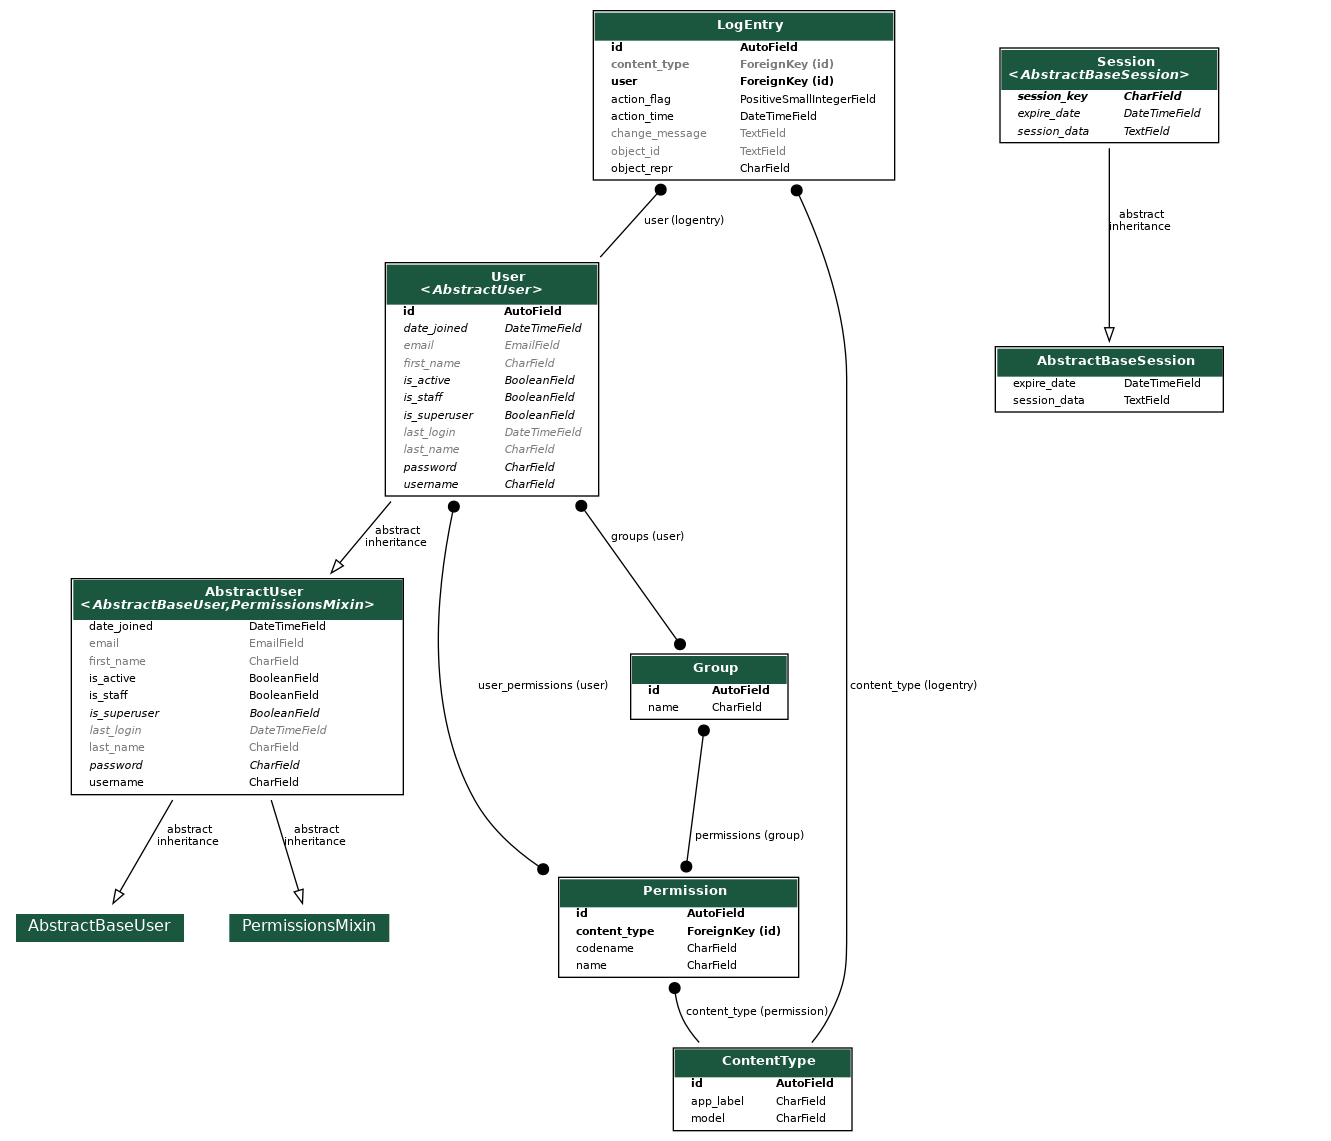 LogEntry
id AutoField
content_type ForeignKey (id)
user ForeignKey (id)
action_flag PositiveSmallIntegerField
action_time DateTimeField
change_message TextField
object_id TextField
object_repr CharField
Session
<AbstractBaseSession>
session_key CharField
expire_date DateTimeField
session_data TextField
user (logentry)
abstract
inheritance
User
<AbstractUser>
id AutoField
date_joined DateTimeField
email EmailField
first_name CharField
is_active BooleanField
is_staff BooleanField
is_superuser BooleanField
last_login DateTimeField
last_name CharField
password CharField
username CharField
AbstractBaseSession
expire_date DateTimeField
session_data TextField
abstract
inheritance
groups (user)
AbstractUser
<AbstractBaseUser,PermissionsMixin>
date_joined DateTimeField
email EmailField
first_name CharField
is_active BooleanField
is_staff BooleanField
is_superuser BooleanField
last_login DateTimeField
last_name CharField
password CharField
username CharField
user_permissions (user)
Group
id AutoField
name CharField
content_type (logentry)
abstract
inheritance
abstract
inheritance
permissions (group)
AbstractBaseUser
PermissionsMixin
Permission
id AutoField
content_type ForeignKey (id)
codename CharField
name CharField
content_type (permission)
ContentType
id AutoField
app_label CharField
model CharField